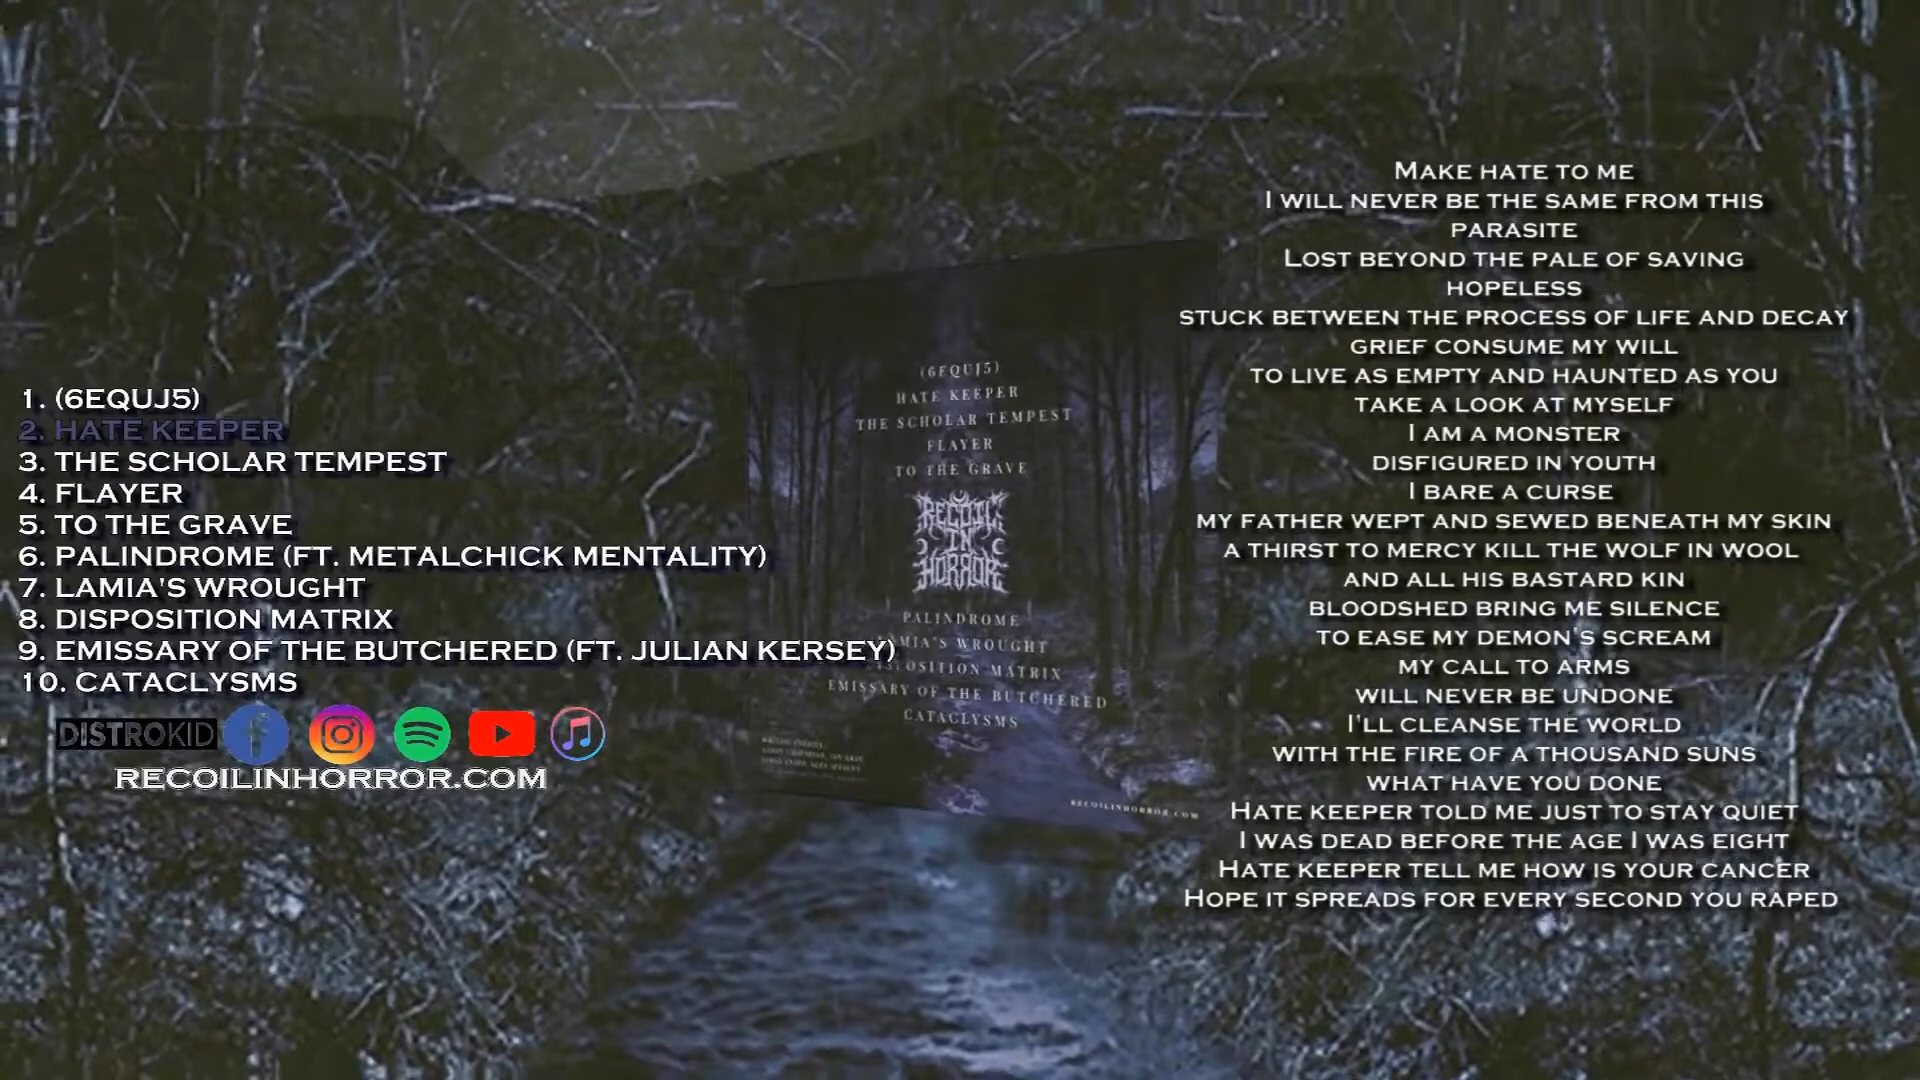 1. (6EQUJ5)
2. HATE KEEPER
3. THE SCHOLAR TEMPEST
4. FLAYER
5. TO THE GRAVE
6. PALINDROME (FT. METALCHICK MENTALITY)
7. LAMIA'S WROUGHT
8. DISPOSITION MATRIX
9. EMISSARY OF THE BUTCHERED (FT. JULIAN KERSEY)
10. CATACLYSMS
DISTROKID
RECOILINHORROR.COM
(6EQUJ5)
HATE KEEPER
THE SCHOLAR TEMPEST
FLAYER
TO THE GRAVE
RECOIL
IN
HORROR
PALINDROME
MIA'S WROUGHT
POSITION MATRIX
EMISSARY OF THE BUTCHERED
CATACLYSMS
RECOILINHORROR.COM
MAKE HATE TO ME
I WILL NEVER BE THE SAME FROM THIS
PARASITE
LOST BEYOND THE PALE OF SAVING
HOPELESS
STUCK BETWEEN THE PROCESS OF LIFE AND DECAY
GRIEF CONSUME MY WILL
TO LIVE AS EMPTY AND HAUNTED AS YOU
TAKE A LOOK AT MYSELF
I AM A MONSTER
DISFIGURED IN YOUTH
I BARE A CURSE
MY FATHER WEPT AND SEWED BENEATH MY SKIN
A THIRST TO MERCY KILL THE WOLF IN WOOL
AND ALL HIS BASTARD KIN
BLOODSHED BRING ME SILENCE
TO EASE MY DEMON'S SCREAM
MY CALL TO ARMS
WILL NEVER BE UNDONE
I'LL CLEANSE THE WORLD
WITH THE FIRE OF A THOUSAND SUNS
WHAT HAVE YOU DONE
HATE KEEPER TOLD ME JUST TO STAY QUIET
I WAS DEAD BEFORE THE AGE I WAS EIGHT
HATE KEEPER TELL ME HOW IS YOUR CANCER
HOPE IT SPREADS FOR EVERY SECOND YOU RAPED